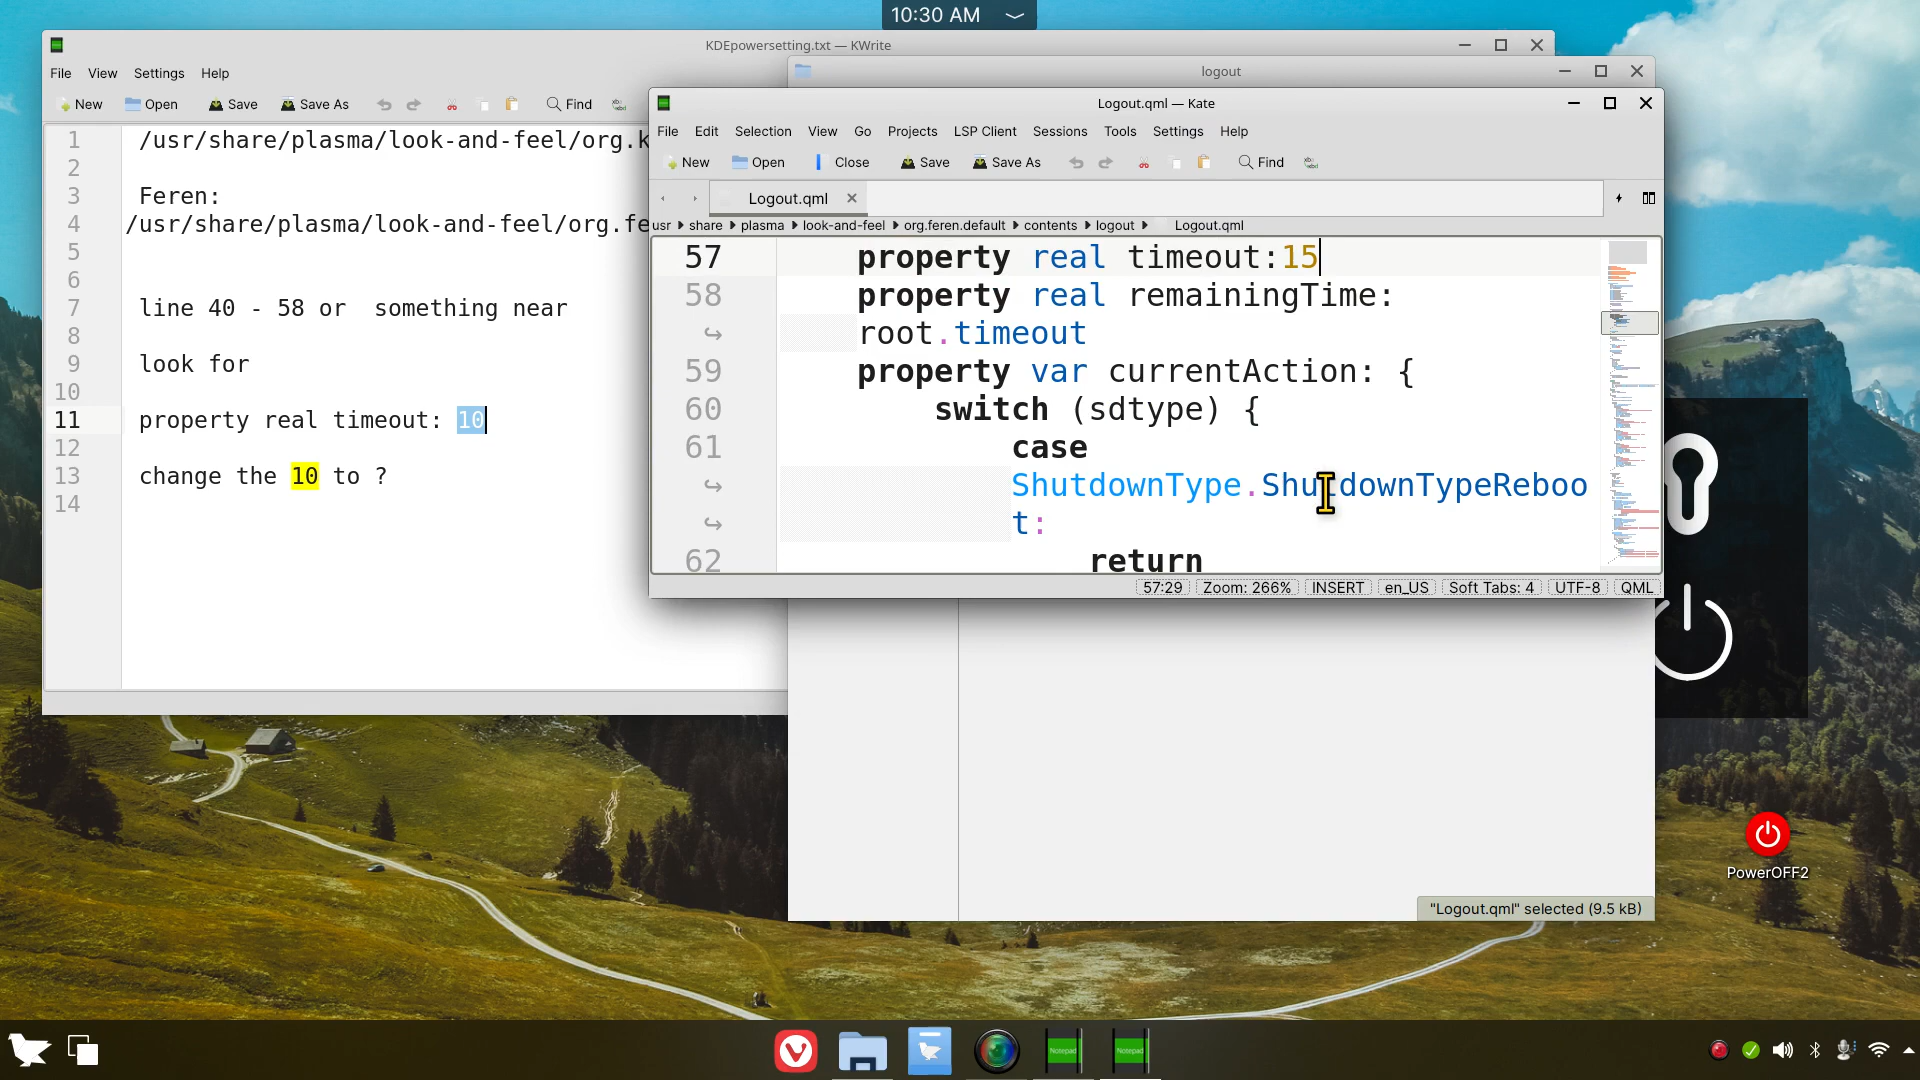 10:30 AM
KDEpowersetting.txt — KWrite
File View Settings Help
New Open Save Save As Find
1 /usr/share/plasma/look-and-feel/org.k
2
3 Feren:
4 /usr/share/plasma/look-and-feel/org.fe
5
6
7 line 40 - 58 or something near
8
9 look for
10
11 property real timeout: 10
12
13 change the 10 to ?
14
logout
Logout.qml — Kate
File Edit Selection View Go Projects LSP Client Sessions Tools Settings Help
New Open Close Save Save As Find
Logout.qml
usr share plasma look-and-feel org.feren.default contents logout Logout.qml
57 property real timeout:15
58 property real remainingTime:
root.timeout
59 property var currentAction: {
60 switch (sdtype) {
61 case
ShutdownType.ShutdownTypeReboo
t:
62 return
57:29 Zoom: 266% INSERT en_US Soft Tabs: 4 UTF-8 QML
"Logout.qml" selected (9.5 kB)
PowerOFF2
Notepad Notepad